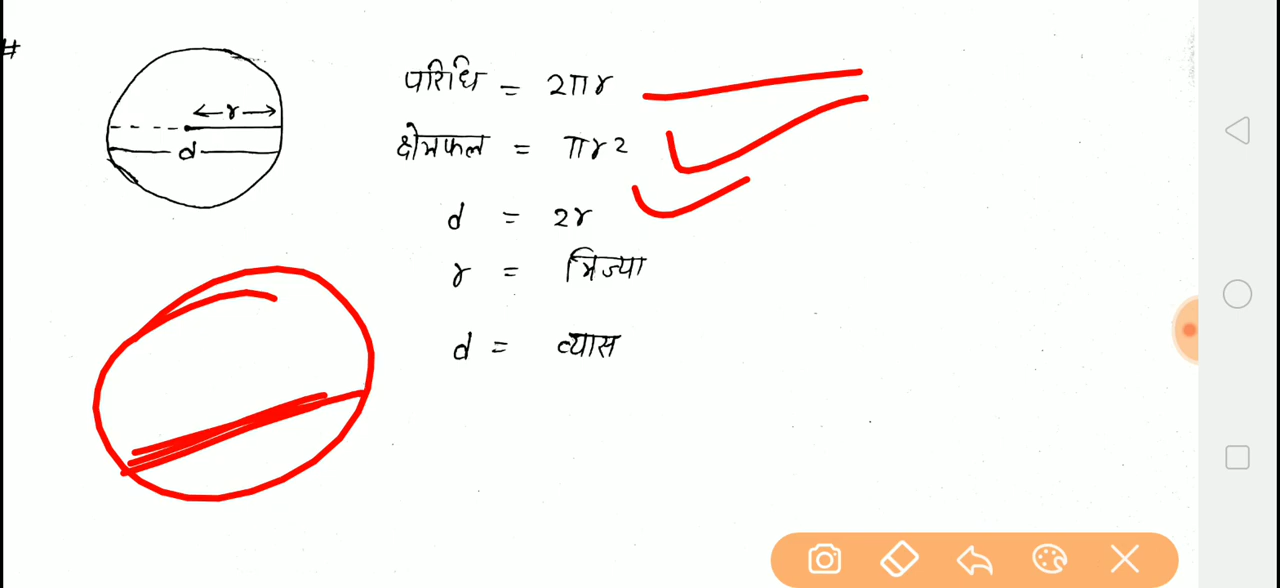 #
r
d
परिधि = 2πr
क्षेत्रफल = πr2
d = 2r
r = त्रिज्या
d = व्यास